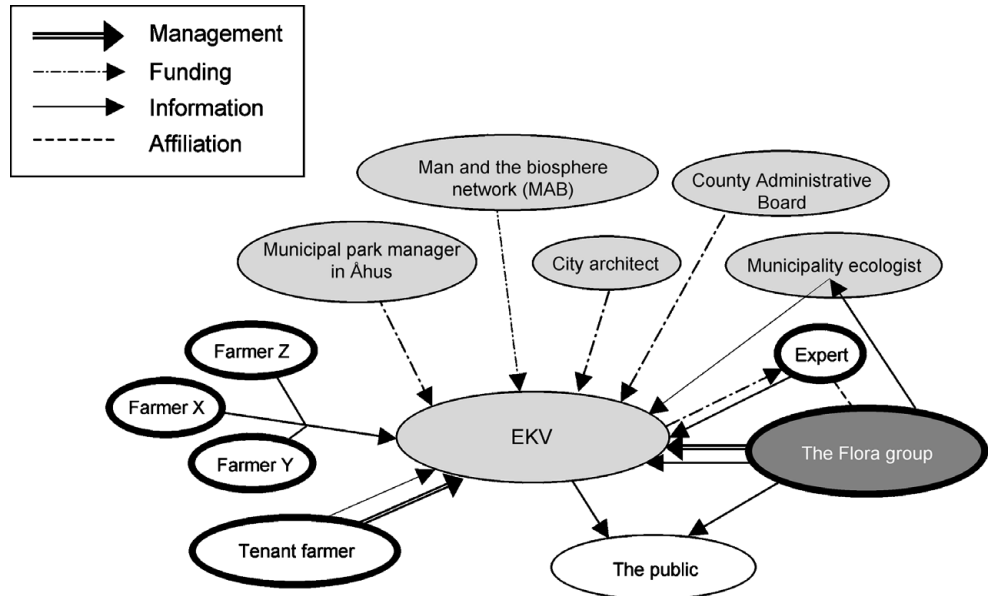 Management
Funding
Information
Affiliation
Man and the biosphere
network (MAB)
County Administrative
Board
Municipal park manager
in Åhus
City architect
Municipality ecologist
Farmer Z
Expert
Farmer X
EKV
The Flora group
Farmer Y
Tenant farmer
The public